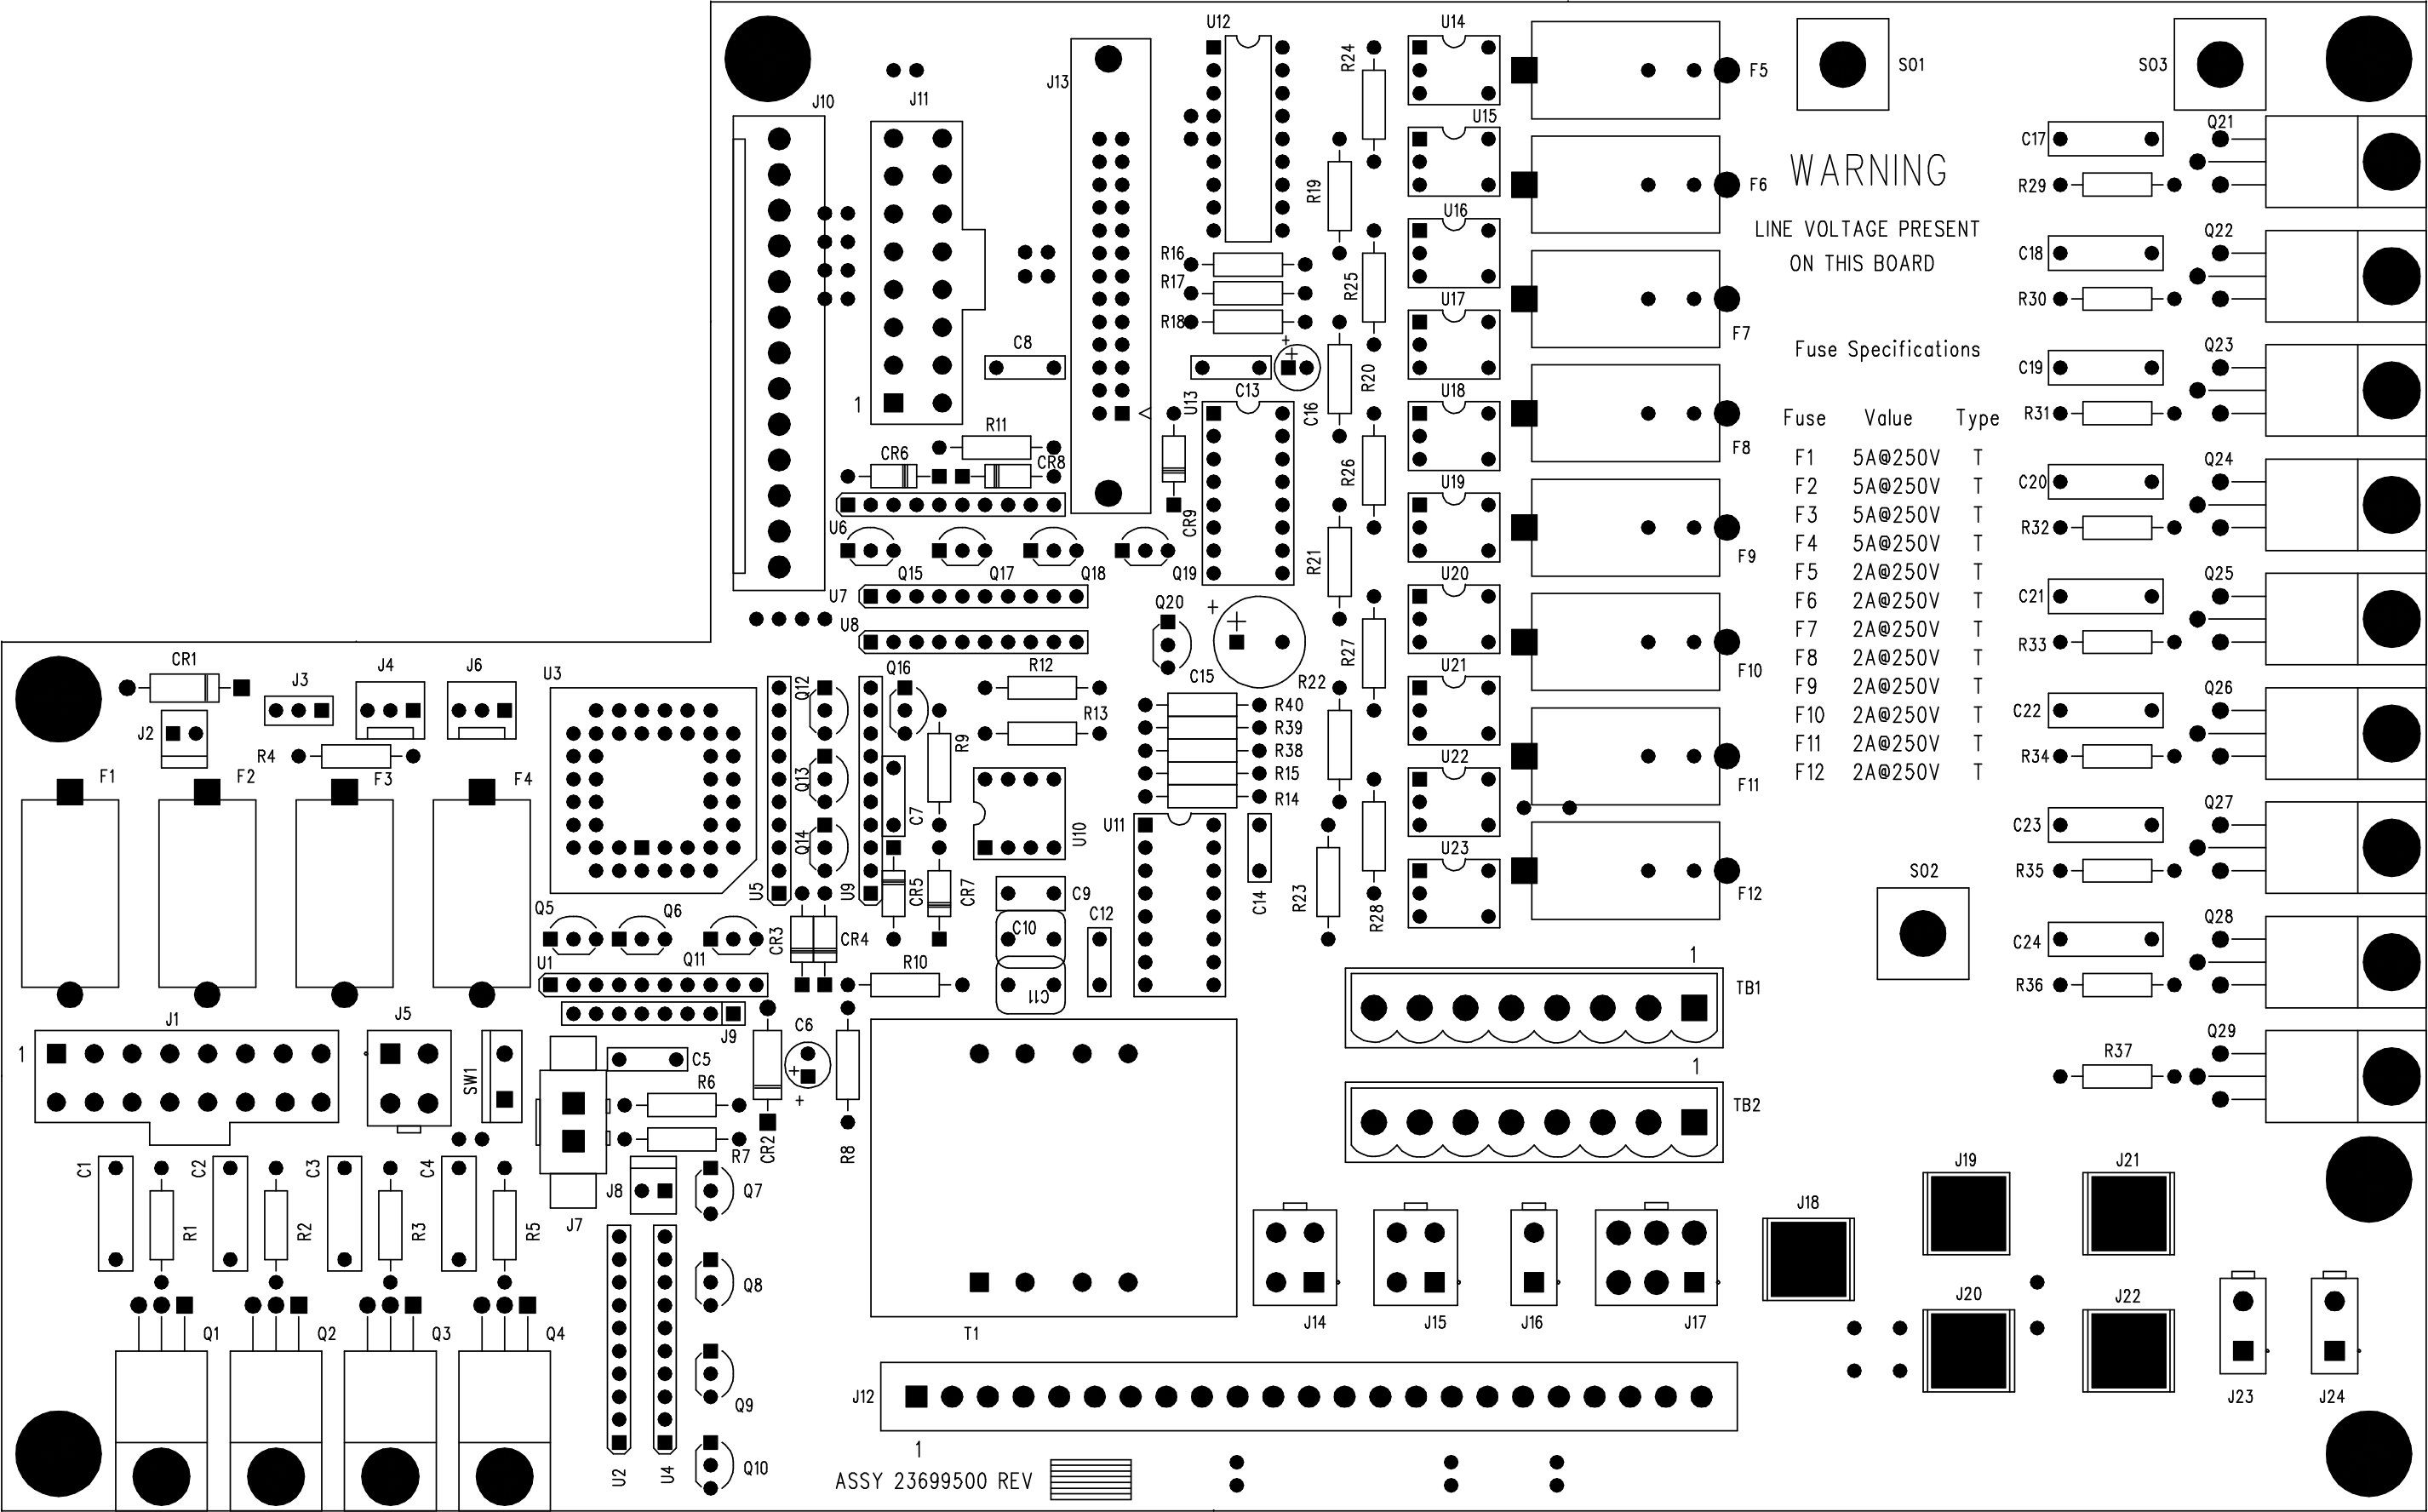 U12
U14
J10
J11
J13
R24
F5
SO1
SO3
U15
Q21
C17
R19
F6
WARNING
R29
U16
LINE VOLTAGE PRESENT
Q22
R16
C18
ON THIS BOARD
R17
R25
U17
R30
R18
F7
+
+
C8
Fuse Specifications
Q23
R20
C19
U13
C13
C16
U18
1
Fuse Value Type
R31
R11
F8
CR6
CR8
R26
F1 5A@250V T
Q24
U19
F2 5A@250V T
C20
F3 5A@250V T
U6
CR9
R32
F4 5A@250V T
R21
F9
Q15
Q17
Q18
Q19
U20
F5 2A@250V T
Q25
U7
F6 2A@250V T
C21
Q20
+
+
U8
F7 2A@250V T
R33
R27
F8 2A@250V T
CR1
J4
J6
U3
Q16
R12
U21
F10
J3
C15
R22
F9 2A@250V T
Q26
Q12
R40
C22
F10 2A@250V T
J2
R13
R39
R4
R9
R38
F11 2A@250V T
R34
U22
F1
F2
F3
F4
Q13
R15
F12 2A@250V T
F11
R14
Q27
C7
U11
C23
Q14
U10
U23
SO2
R35
U5
U9
CR5
CR7
C9
C14
R23
F12
Q5
Q6
C12
R28
Q28
C10
CR3
CR4
C24
U1
Q11
R10
1
C11
TB1
R36
J1
J5
J9
C6
Q29
1
C5
R37
SW1
R6
+
+
1
TB2
R7
CR2
R8
C1
C2
C3
C4
J19
J21
J8
Q7
J18
R1
R2
R3
R5
J7
Q8
J20
J22
Q1
Q2
Q3
Q4
T1
J14
J15
J16
J17
J12
J23
J24
Q9
1
U2
U4
Q10
ASSY 23699500 REV